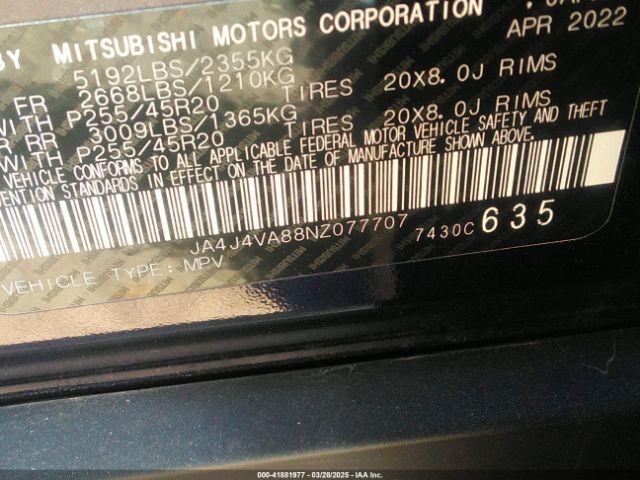 BY MITSUBISHI MOTORS CORPORATION
APR 2022
5192LBS/2355KG
FR 2668LBS/1210KG TIRES 20X8.0J RIMS
WITH P255/45R20
RR 3009LBS/1365KG TIRES 20X8.0J RIMS
WITH P255/45R20
VEHICLE CONFORMS TO ALL APPLICABLE FEDERAL MOTOR VEHICLE SAFETY AND THEFT
STANDARDS IN EFFECT ON THE DATE OF MANUFACTURE SHOWN ABOVE.
JA4J4VA88NZ077707 7430C 635
VEHICLE TYPE: MPV
000-41881977 — 03/28/2025 — IAA Inc.